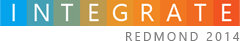 INTEGRATE
REDMOND 2014